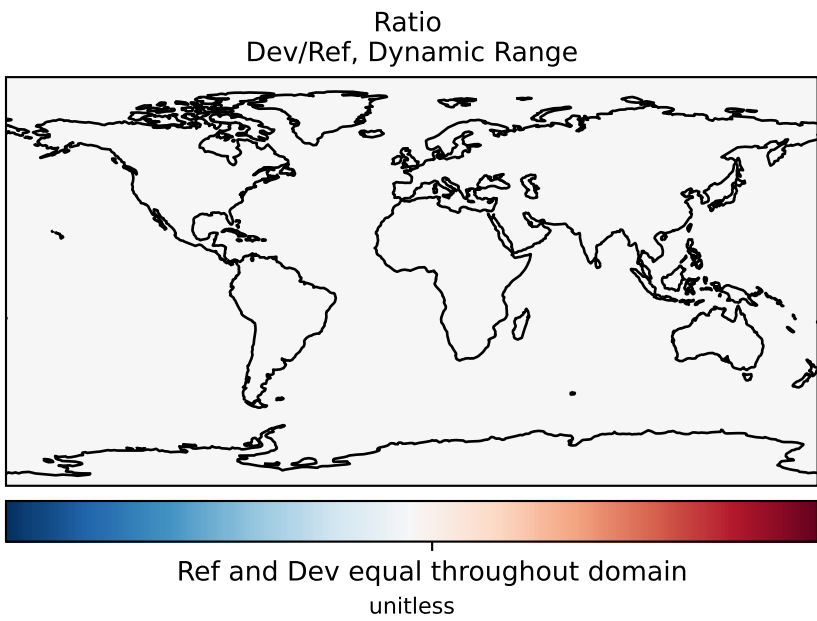 Ratio
Dev/Ref, Dynamic Range
Ref and Dev equal throughout domain
unitless